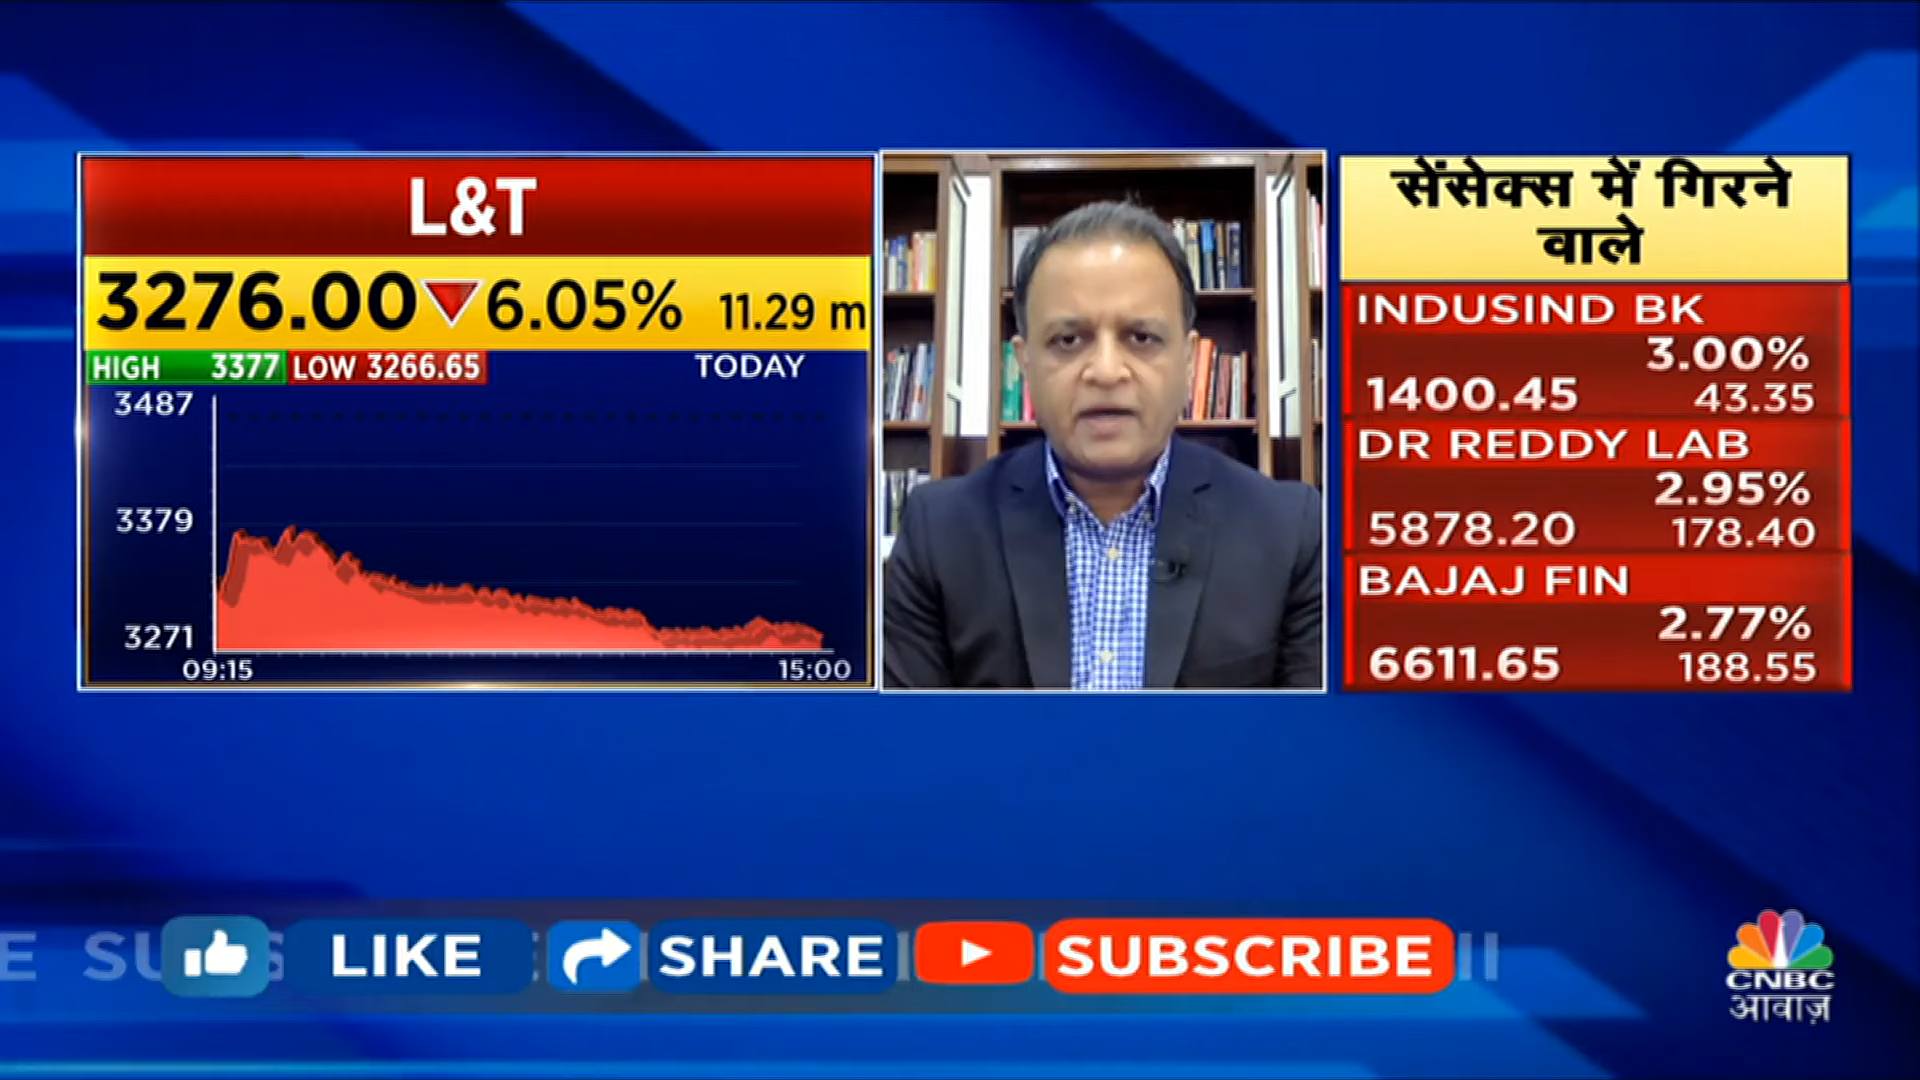 L&T
3276.00 6.05% 11.29 m
HIGH 3377 LOW 3266.65 TODAY
3487
3379
3271
09:15 15:00
सेंसेक्स में गिरने
वाले
INDUSIND BK
3.00%
1400.45 43.35
DR REDDY LAB
2.95%
5878.20 178.40
BAJAJ FIN
2.77%
6611.65 188.55
LIKE SHARE SUBSCRIBE
CNBC
आवाज़